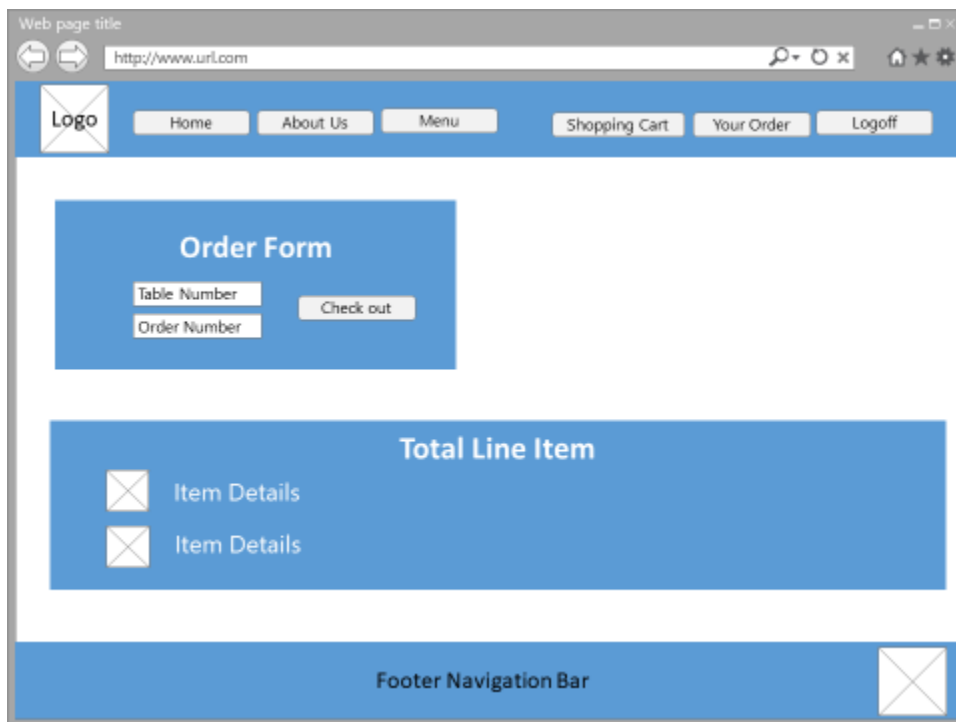 Web page title
http://www.url.com
Logo
Home
About Us
Menu
Shopping Cart
Your Order
Logoff
Order Form
Table Number
Order Number
Check out
Total Line Item
Item Details
Item Details
Footer Navigation Bar